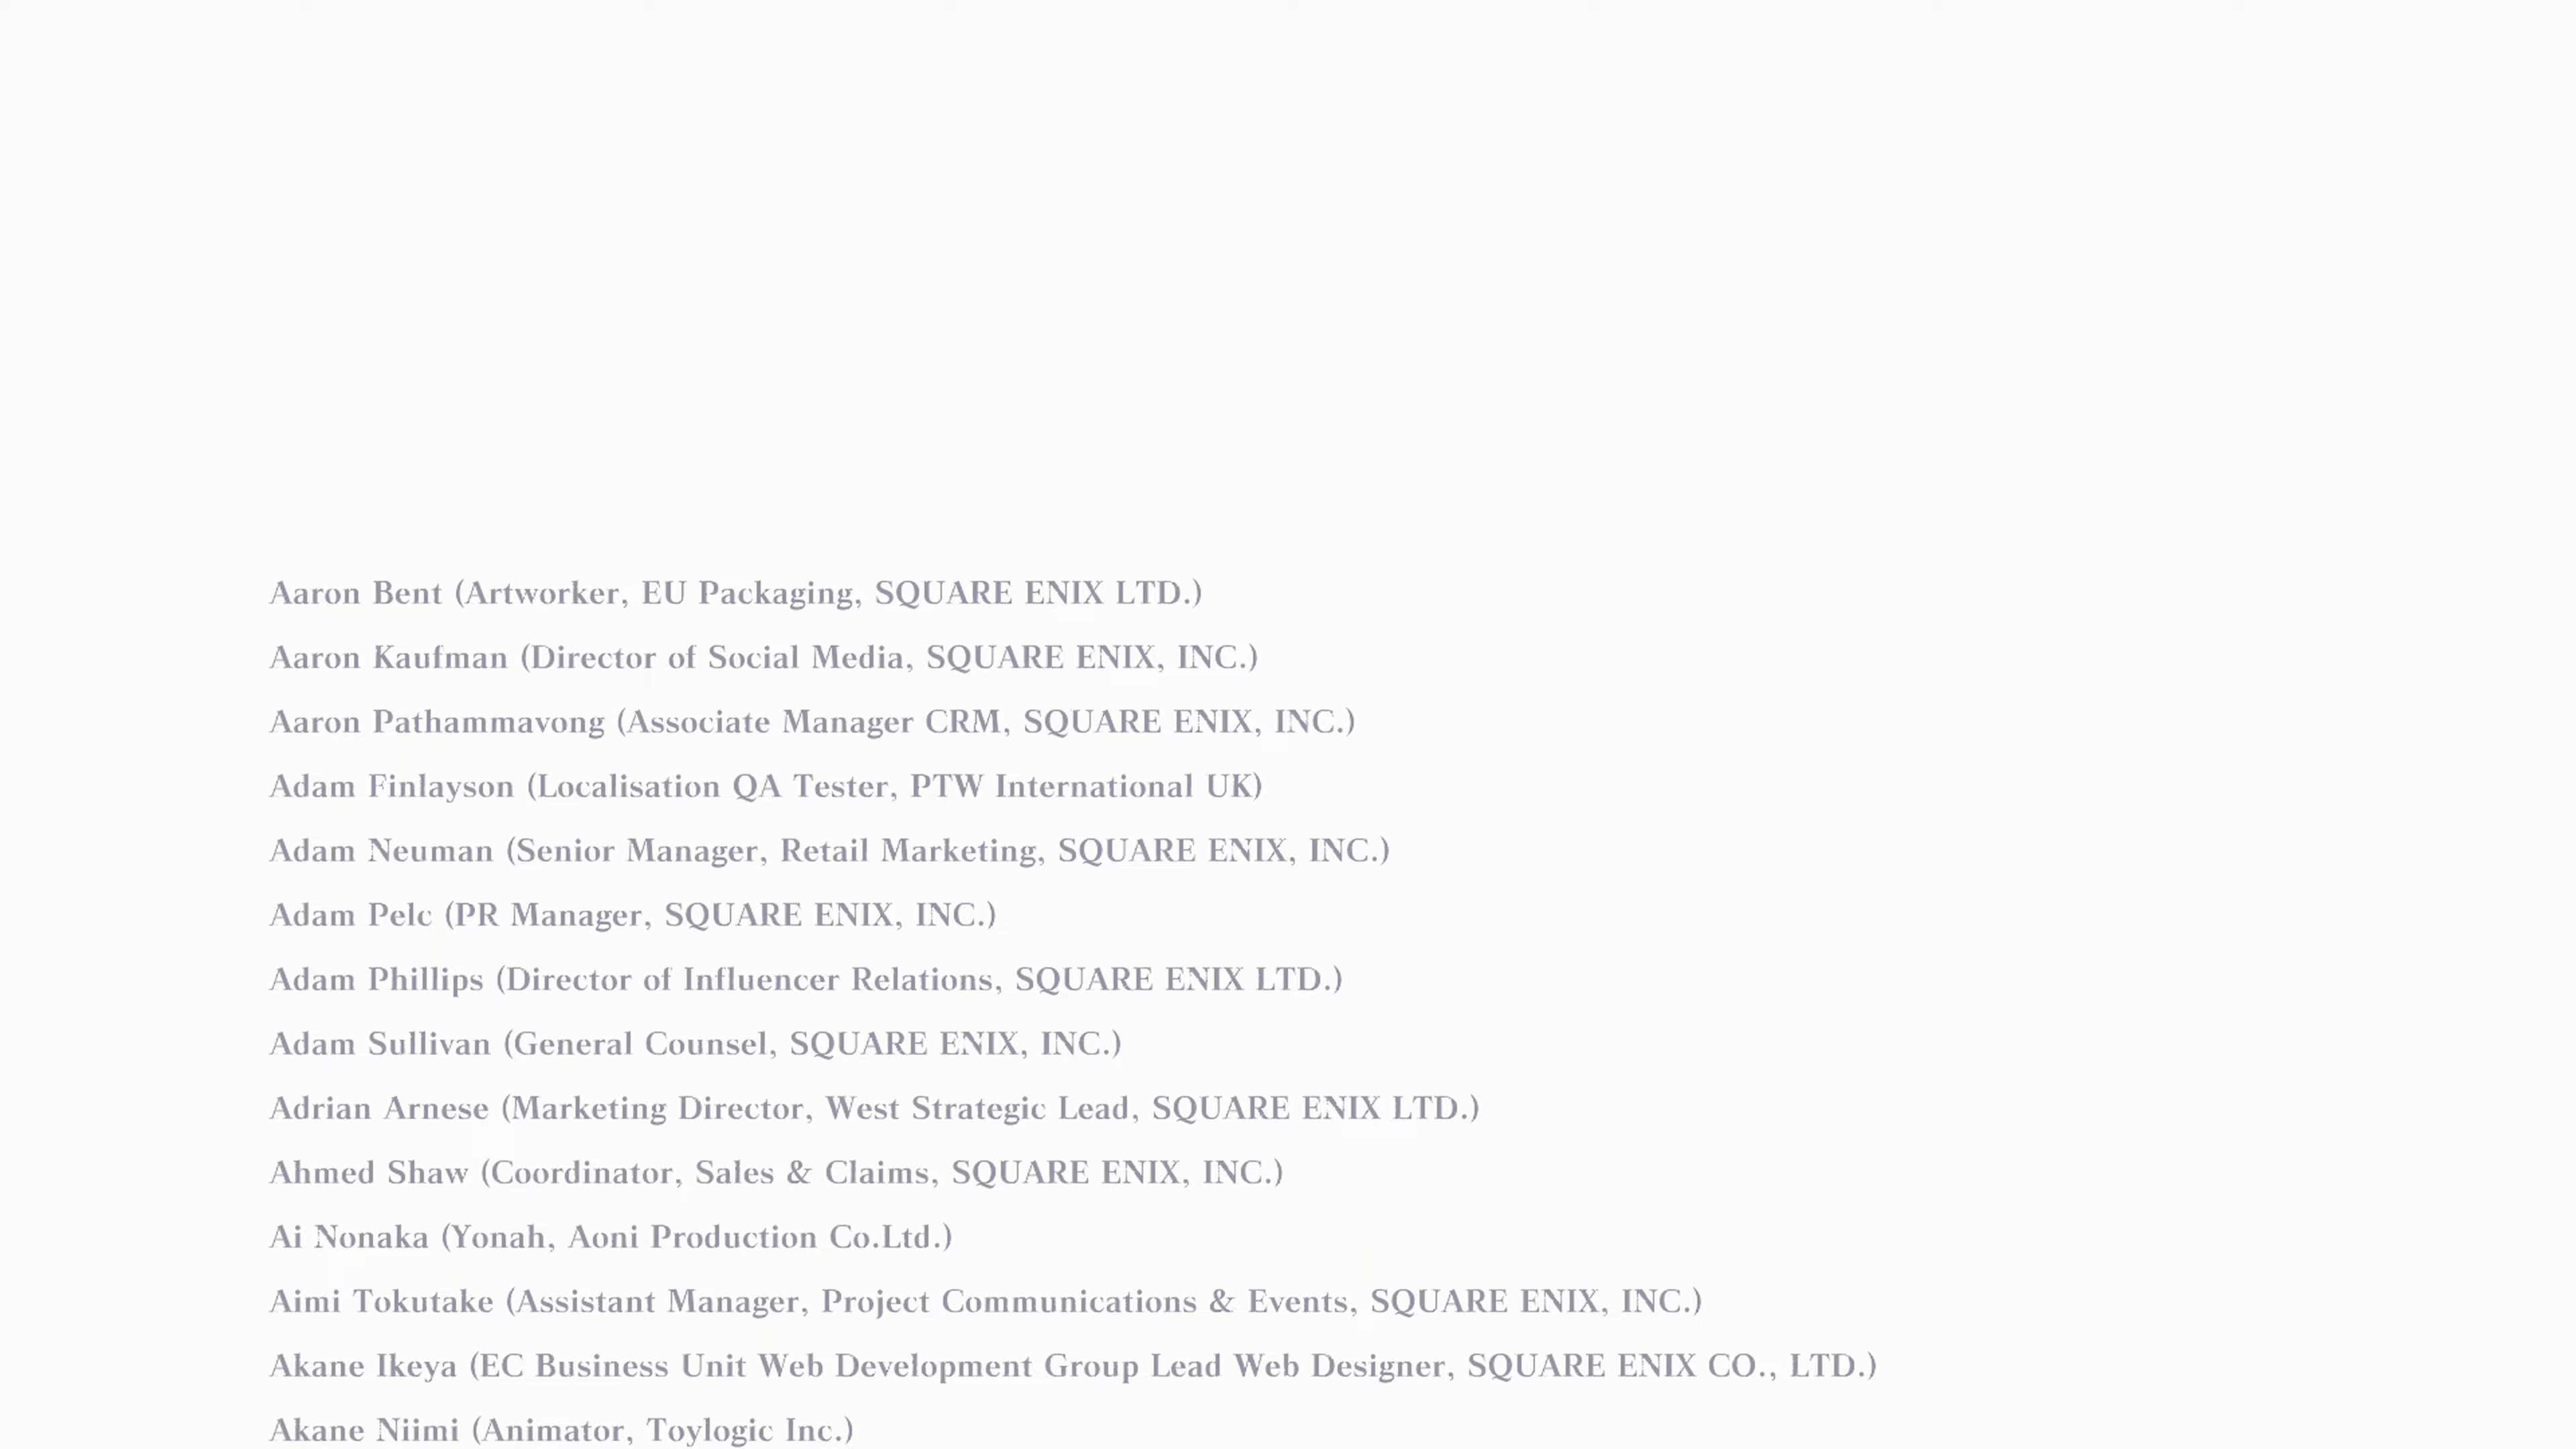 Aaron Bent (Artworker, EU Packaging, SQUARE ENIX LTD.)
Aaron Kaufman (Director of Social Media, SQUARE ENIX, INC.)
Aaron Pathammavong (Associate Manager CRM, SQUARE ENIX, INC.)
Adam Finlayson (Localisation QA Tester, PTW International UK)
Adam Neuman (Senior Manager, Retail Marketing, SQUARE ENIX, INC.)
Adam Pelc (PR Manager, SQUARE ENIX, INC.)
Adam Phillips (Director of Influencer Relations, SQUARE ENIX LTD.)
Adam Sullivan (General Counsel, SQUARE ENIX, INC.)
Adrian Arnese (Marketing Director, West Strategic Lead, SQUARE ENIX LTD.)
Ahmed Shaw (Coordinator, Sales & Claims, SQUARE ENIX, INC.)
Ai Nonaka (Yonah, Aoni Production Co.Ltd.)
Aimi Tokutake (Assistant Manager, Project Communications & Events, SQUARE ENIX, INC.)
Akane Ikeya (EC Business Unit Web Development Group Lead Web Designer, SQUARE ENIX CO., LTD.)
Akane Niimi (Animator, Toylogic Inc.)